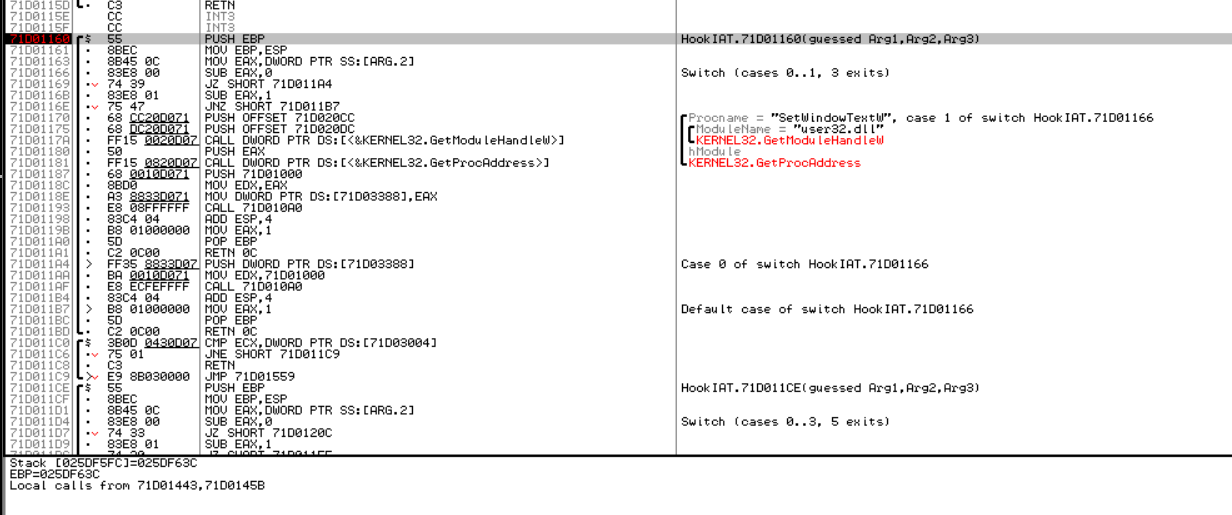 71D0115D . C3 RETN
71D0115E CC INT3
71D0115F CC INT3
71D01160 $ 55 PUSH EBP HookIAT.71D01160(guessed Arg1,Arg2,Arg3)
71D01161 . 8BEC MOV EBP,ESP
71D01163 . 8B45 0C MOV EAX,DWORD PTR SS:[ARG.2]
71D01166 . 83E8 00 SUB EAX,0 Switch (cases 0..1, 3 exits)
71D01169 .v 74 39 JZ SHORT 71D011A4
71D0116B . 83E8 01 SUB EAX,1
71D0116E .v 75 47 JNZ SHORT 71D011B7
71D01170 . 68 CC20D071 PUSH OFFSET 71D020CC Procname = "SetWindowTextW", case 1 of switch HookIAT.71D01166
71D01175 . 68 DC20D071 PUSH OFFSET 71D020DC ModuleName = "user32.dll"
71D0117A . FF15 0020D07 CALL DWORD PTR DS:[<&KERNEL32.GetModuleHandleW>] KERNEL32.GetModuleHandleW
71D01180 . 50 PUSH EAX hModule
71D01181 . FF15 0820D07 CALL DWORD PTR DS:[<&KERNEL32.GetProcAddress>] KERNEL32.GetProcAddress
71D01187 . 68 0010D071 PUSH 71D01000
71D0118C . 8BD0 MOV EDX,EAX
71D0118E . A3 8833D071 MOV DWORD PTR DS:[71D03388],EAX
71D01193 . E8 08FFFFFF CALL 71D010A0
71D01198 . 83C4 04 ADD ESP,4
71D0119B . B8 01000000 MOV EAX,1
71D011A0 . 5D POP EBP
71D011A1 . C2 0C00 RETN 0C
71D011A4 > FF35 8833D07 PUSH DWORD PTR DS:[71D03388] Case 0 of switch HookIAT.71D01166
71D011AA . BA 0010D071 MOV EDX,71D01000
71D011AF . E8 ECFEFFFF CALL 71D010A0
71D011B4 . 83C4 04 ADD ESP,4
71D011B7 > B8 01000000 MOV EAX,1 Default case of switch HookIAT.71D01166
71D011BC . 5D POP EBP
71D011BD . C2 0C00 RETN 0C
71D011C0 $ 3B0D 0430D07 CMP ECX,DWORD PTR DS:[71D03004]
71D011C6 .v 75 01 JNE SHORT 71D011C9
71D011C8 . C3 RETN
71D011C9 >v E9 8B030000 JMP 71D01559
71D011CE $ 55 PUSH EBP HookIAT.71D011CE(guessed Arg1,Arg2,Arg3)
71D011CF . 8BEC MOV EBP,ESP
71D011D1 . 8B45 0C MOV EAX,DWORD PTR SS:[ARG.2]
71D011D4 . 83E8 00 SUB EAX,0 Switch (cases 0..3, 5 exits)
71D011D7 .v 74 33 JZ SHORT 71D0120C
71D011D9 . 83E8 01 SUB EAX,1
Stack [025DF5FC]=025DF63C
EBP=025DF63C
Local calls from 71D01443,71D0145B